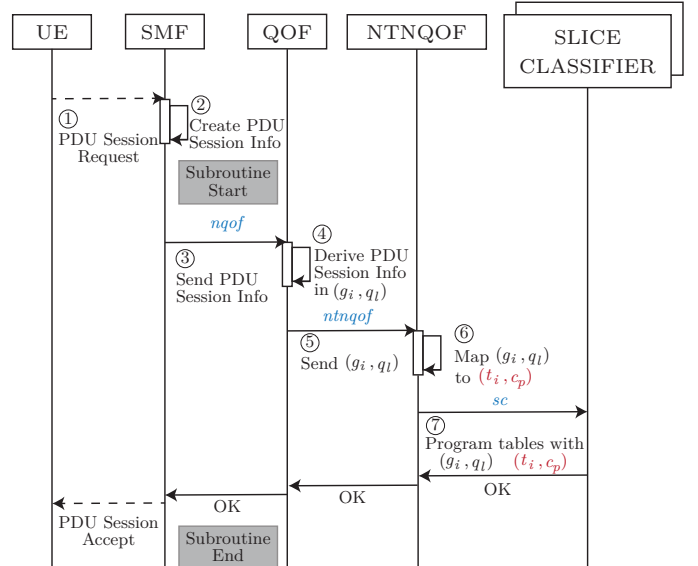 UE
SMF
QOF
NTNQOF
SLICE
CLASSIFIER
①
PDU Session
Request
②
Create PDU
Session Info
Subroutine
Start
nqof
③
Send PDU
Session Info
④
Derive PDU
Session Info
in (g_i, q_l)
ntnqof
⑤
Send (g_i, q_l)
⑥
Map (g_i, q_l)
to (t_i, c_p)
sc
⑦
Program tables with
(g_i, q_l) (t_i, c_p)
OK
OK
OK
PDU Session
Accept
Subroutine
End